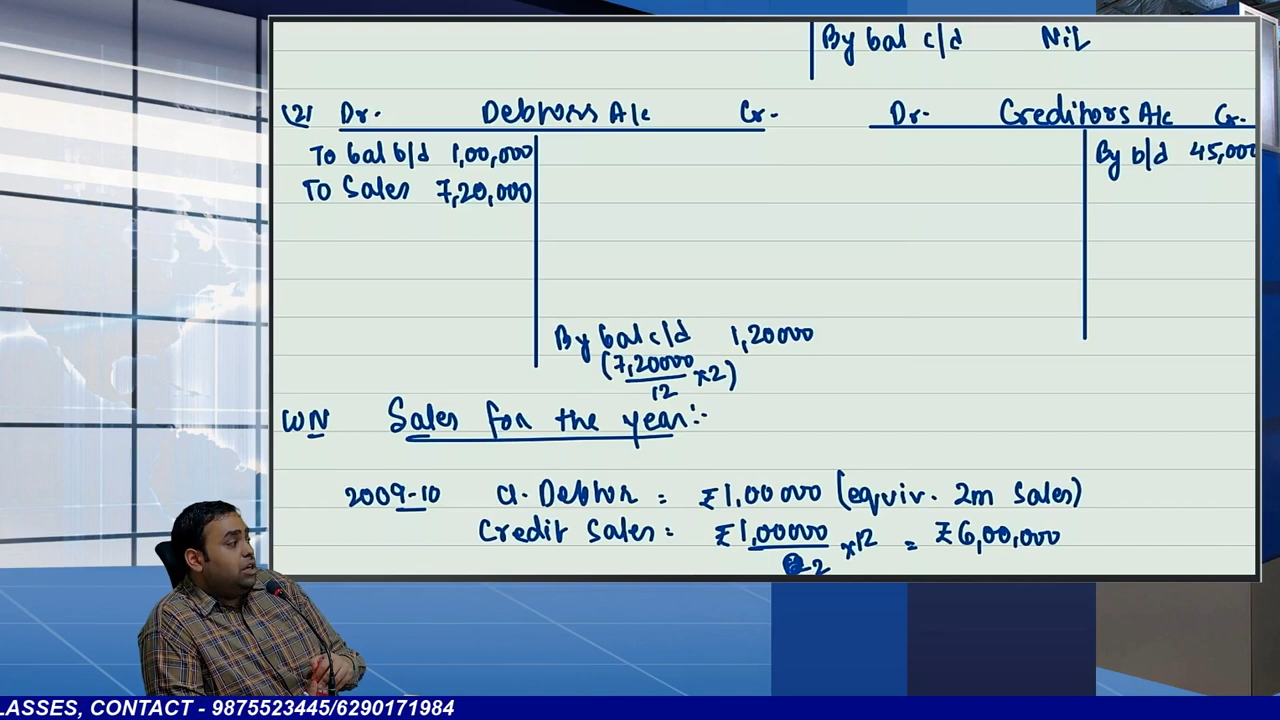 By bal c/d NiL
(2) Dr. Debtors A/c Cr. Dr. Creditors A/c Cr.
To bal b/d 1,00,000 By b/d 45,000
To Sales 7,20,000
By bal c/d 1,20000
(7,20000/12 ×2)
WN Sales for the year:-
2009-10 Cl. Debtor = ₹1,00000 (equiv. 2m Sales)
Credit Sales = ₹1,00000/2 ×12 = ₹6,00,000
LASSES, CONTACT - 9875523445/6290171984